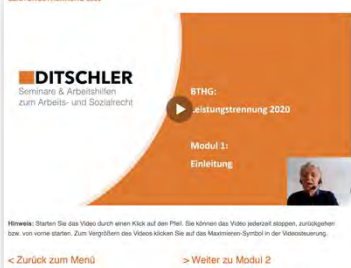 DITSCHLER
Seminare & Arbeitshilfen
zum Arbeits- und Sozialrecht
BTHG:
Leistungstrennung 2020
Modul 1:
Einleitung
Hinweis: Starten Sie das Video durch einen Klick auf den Pfeil. Sie können das Video jederzeit stoppen, zurückgehen
bzw. von vorne starten. Zum Vergrößern des Videos klicken Sie auf das Maximieren-Symbol in der Videosteuerung.
< Zurück zum Menü
> Weiter zu Modul 2